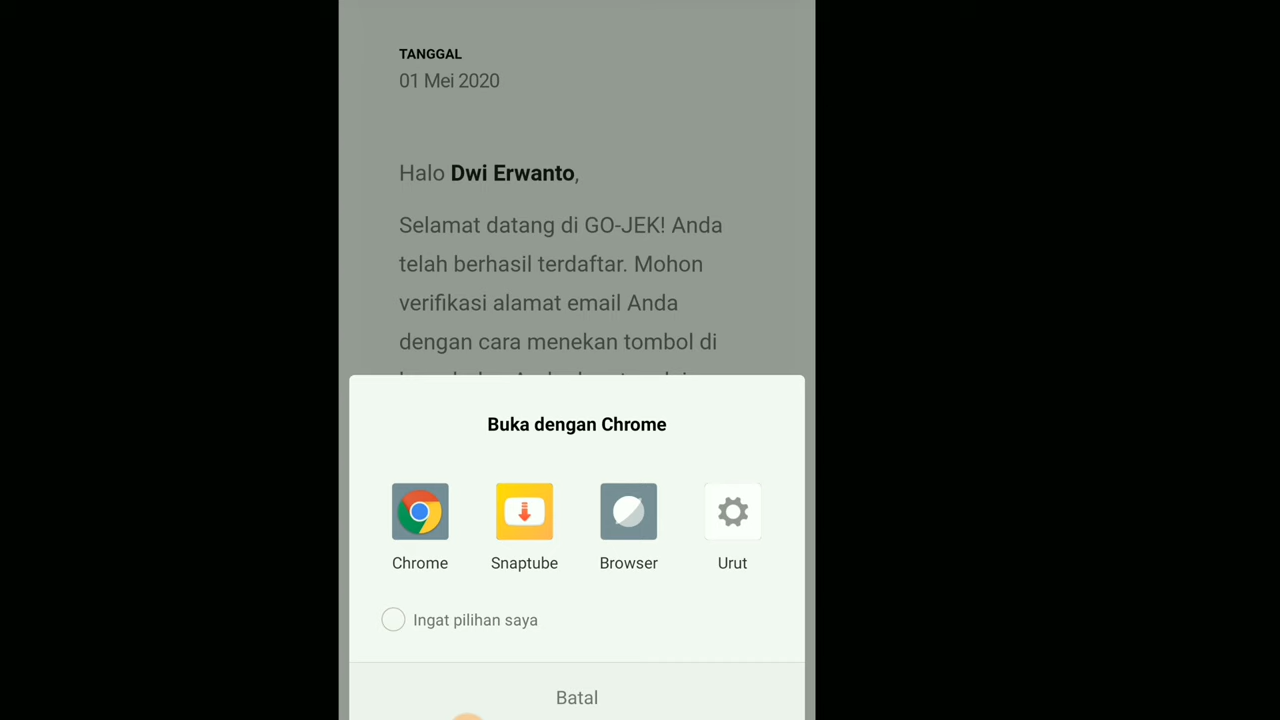 TANGGAL
01 Mei 2020
Halo Dwi Erwanto,
Selamat datang di GO-JEK! Anda
telah berhasil terdaftar. Mohon
verifikasi alamat email Anda
dengan cara menekan tombol di
Buka dengan Chrome
Chrome
Snaptube
Browser
Urut
Ingat pilihan saya
Batal